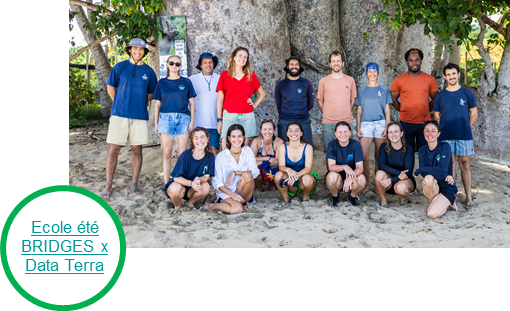 Ecole été
BRIDGES x
Data Terra